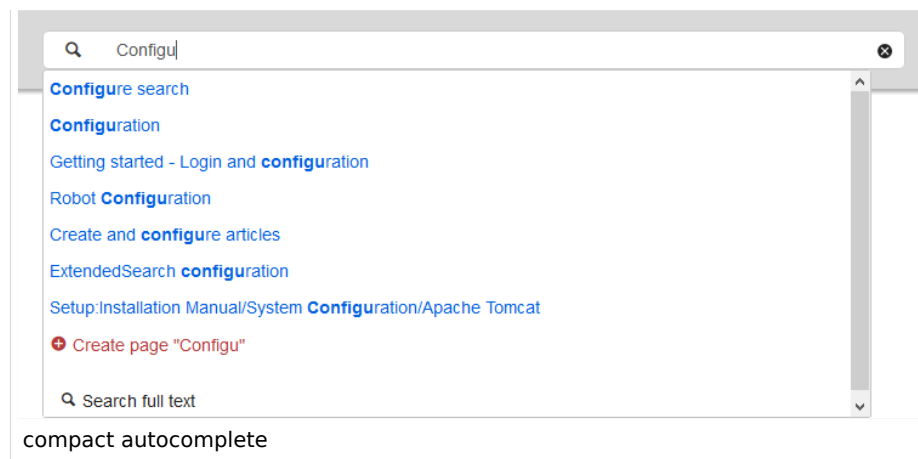 Configu
Configure search
Configuration
Getting started - Login and configuration
Robot Configuration
Create and configure articles
ExtendedSearch configuration
Setup:Installation Manual/System Configuration/Apache Tomcat
Create page "Configu"
Search full text
compact autocomplete